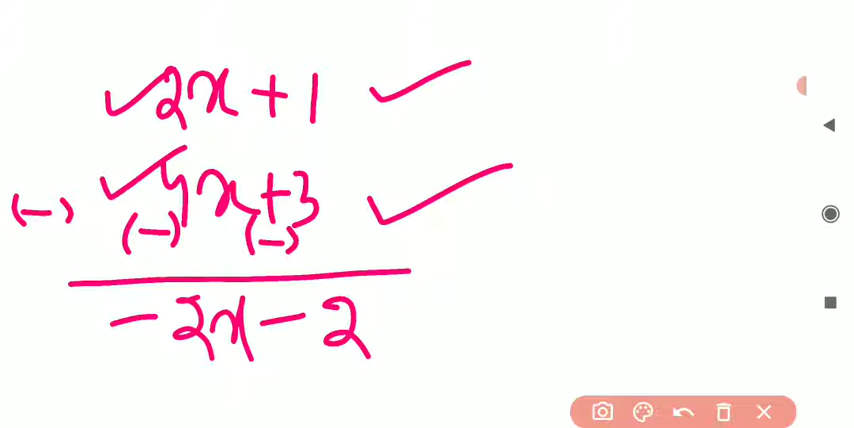 2x + 1
(-) 4x + 3
(-) (-)
- 2x - 2